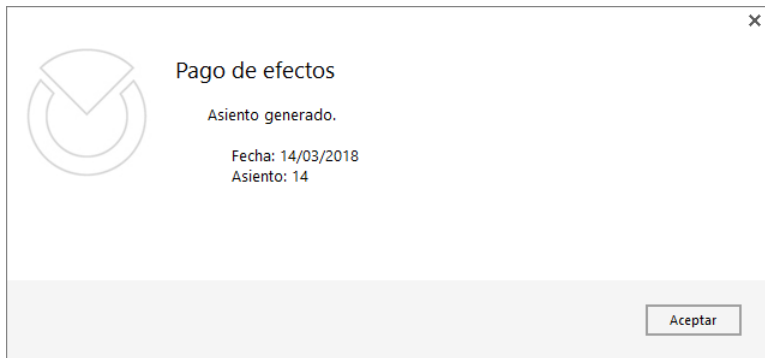 Pago de efectos
Asiento generado.
Fecha: 14/03/2018
Asiento: 14
Aceptar